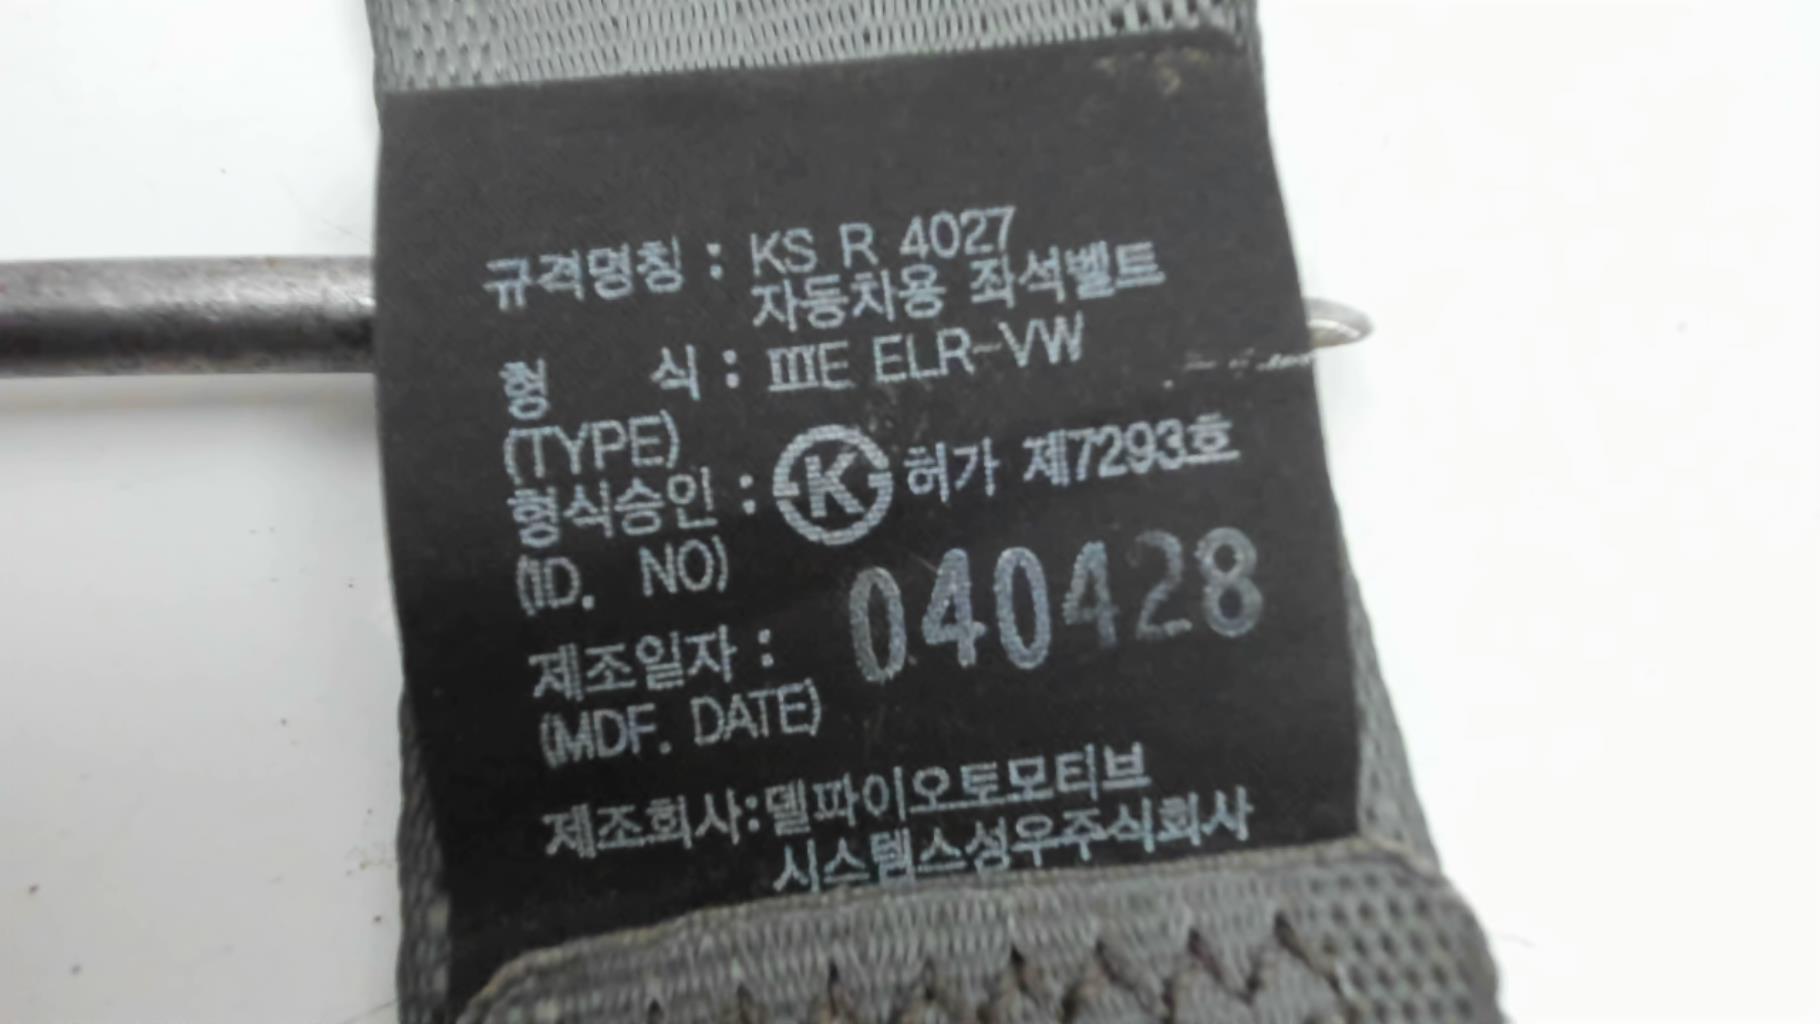 규격명칭 : KS R 4027
자동차용 좌석벨트
형 식 : ⅢE ELR-VW
(TYPE)
형식승인 : K 허가 제7293호
(ID. NO)
제조일자 : 040428
(MDF. DATE)
제조회사:델파이오토모티브
시스템스성우주식회사